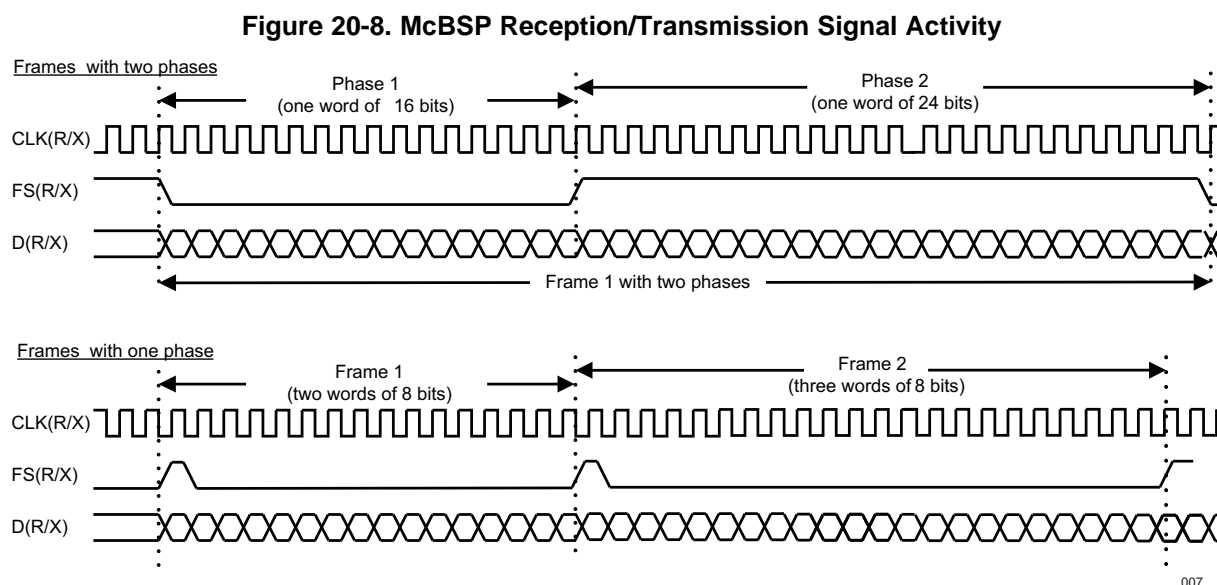 Figure 20-8. McBSP Reception/Transmission Signal Activity
Frames with two phases
Phase 1
(one word of 16 bits)
Phase 2
(one word of 24 bits)
CLK(R/X)
FS(R/X)
D(R/X)
Frame 1 with two phases
Frames with one phase
Frame 1
(two words of 8 bits)
Frame 2
(three words of 8 bits)
CLK(R/X)
FS(R/X)
D(R/X)
007